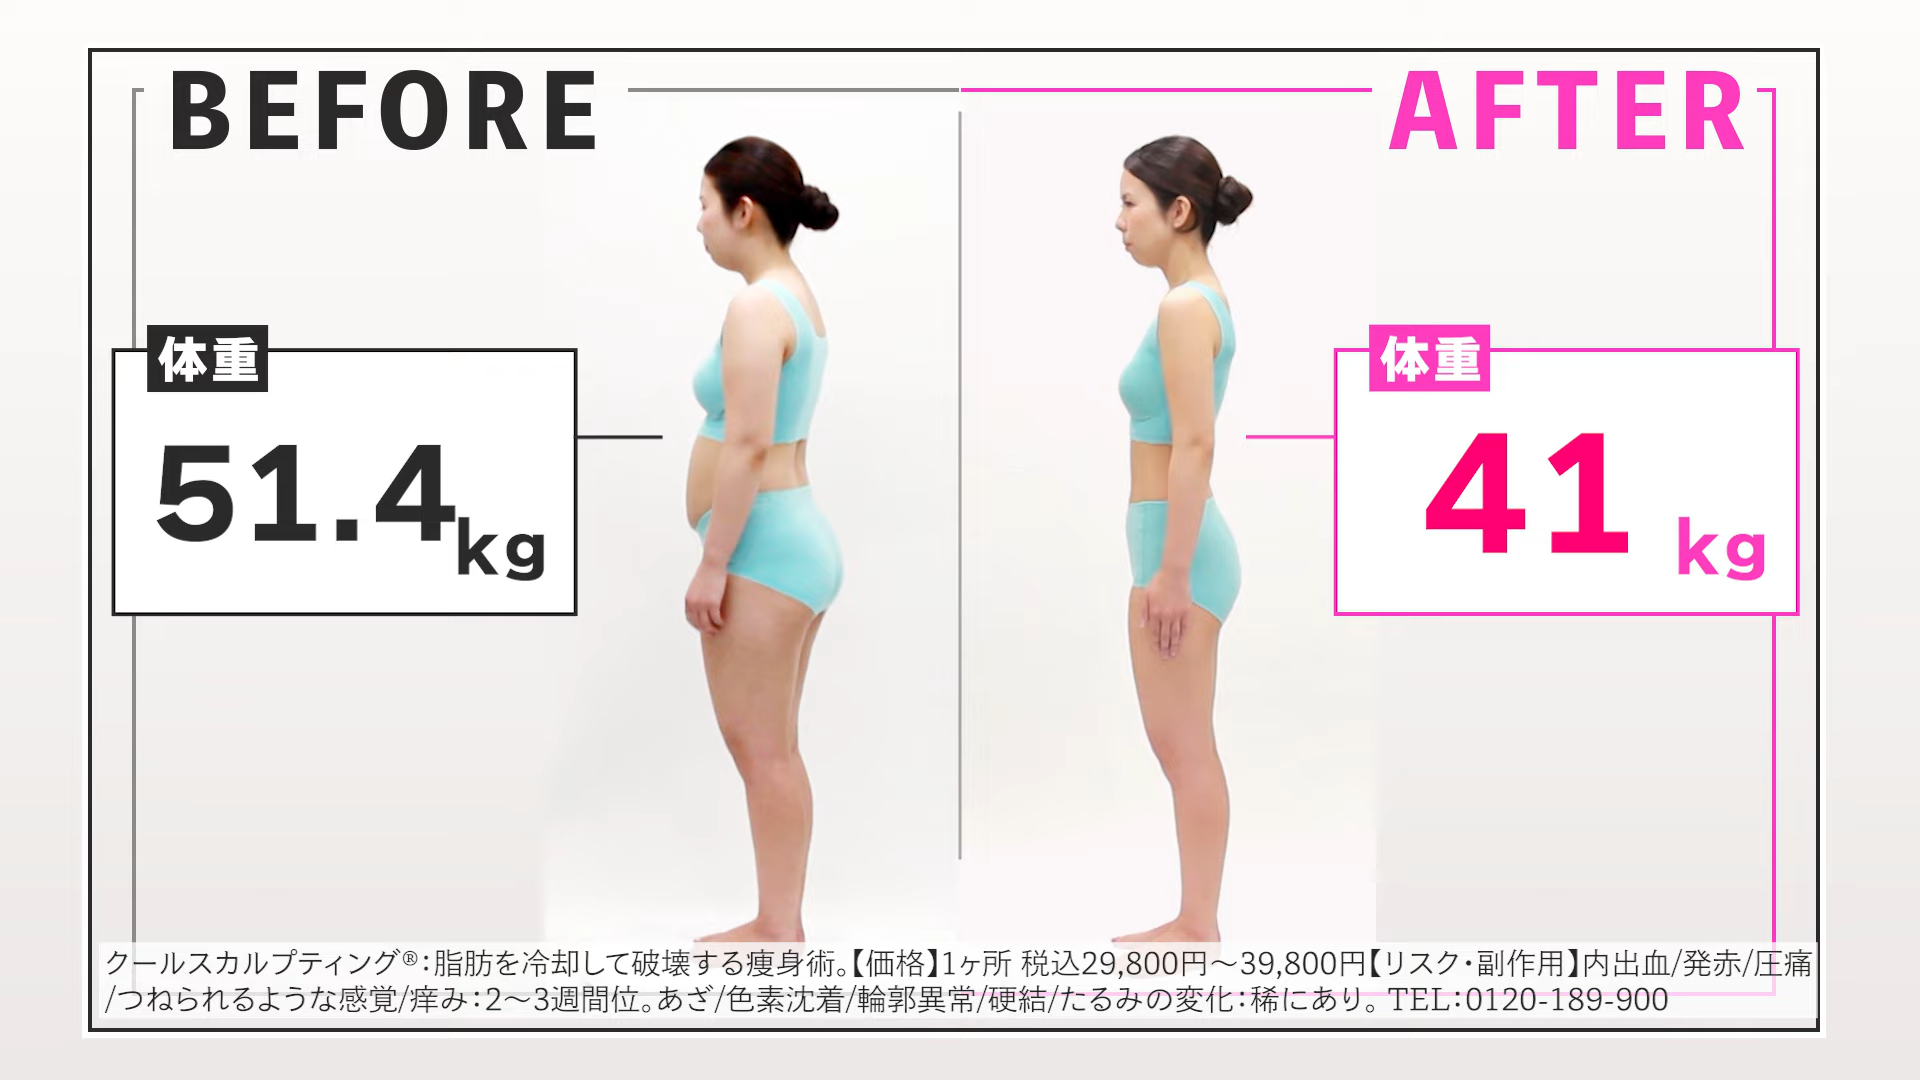 BEFORE
AFTER
体重
51.4kg
体重
41 kg
クールスカルプティング®：脂肪を冷却して破壊する痩身術。【価格】1ヶ所 税込29,800円～39,800円【リスク・副作用】内出血/発赤/圧痛
/つねられるような感覚/痒み：2～3週間位。あざ/色素沈着/輪郭異常/硬結/たるみの変化：稀にあり。 TEL：0120-189-900